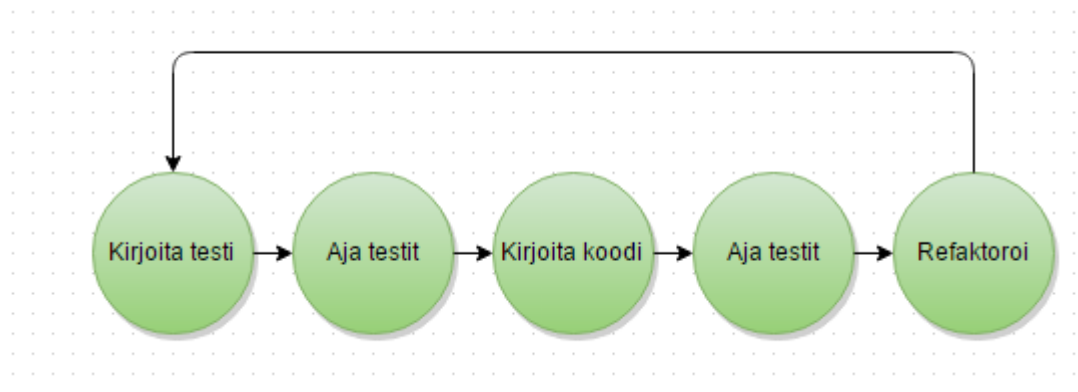 Kirjoita testi
Aja testit
Kirjoita koodi
Aja testit
Refaktoroi